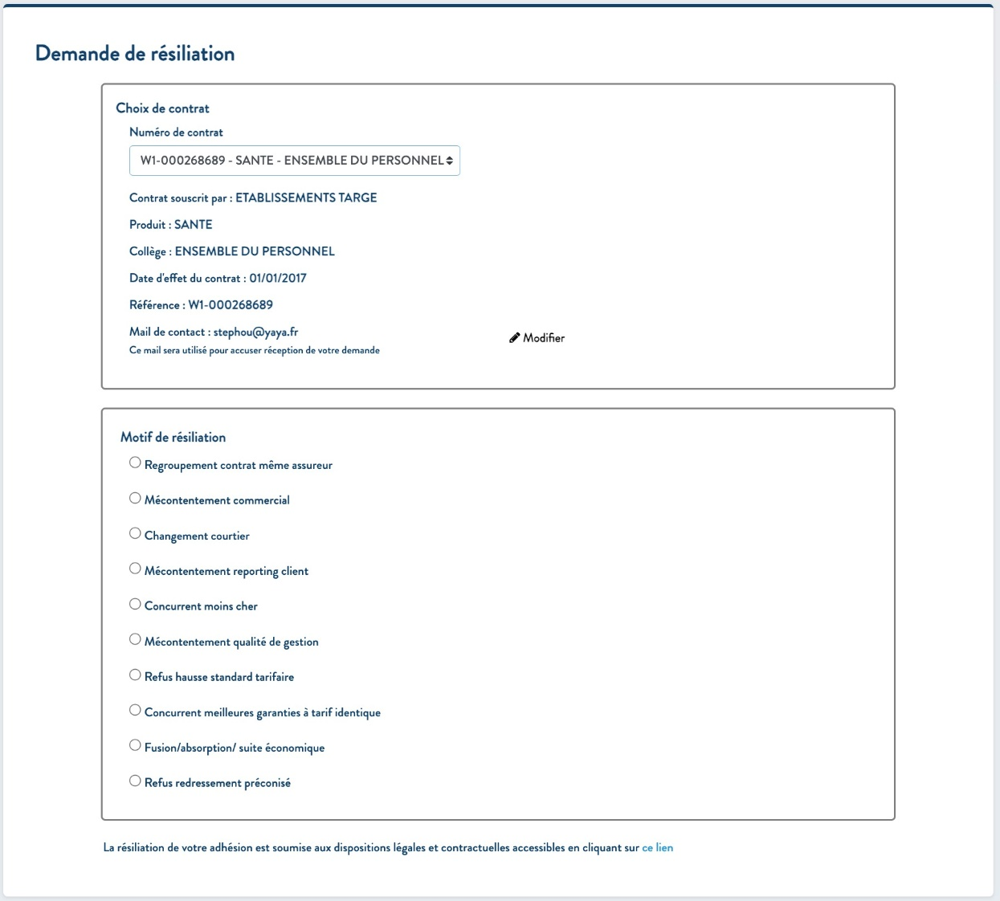 Demande de résiliation
Choix de contrat
Numéro de contrat
W1-000268689 - SANTE - ENSEMBLE DU PERSONNEL
Contrat souscrit par : ETABLISSEMENTS TARGE
Produit : SANTE
Collège : ENSEMBLE DU PERSONNEL
Date d'effet du contrat : 01/01/2017
Référence : W1-000268689
Mail de contact : stephou@yaya.fr
Modifier
Ce mail sera utilisé pour accuser réception de votre demande
Motif de résiliation
Regroupement contrat même assureur
Mécontentement commercial
Changement courtier
Mécontentement reporting client
Concurrent moins cher
Mécontentement qualité de gestion
Refus hausse standard tarifaire
Concurrent meilleures garanties à tarif identique
Fusion/absorption/ suite économique
Refus redressement préconisé
La résiliation de votre adhésion est soumise aux dispositions légales et contractuelles accessibles en cliquant sur ce lien